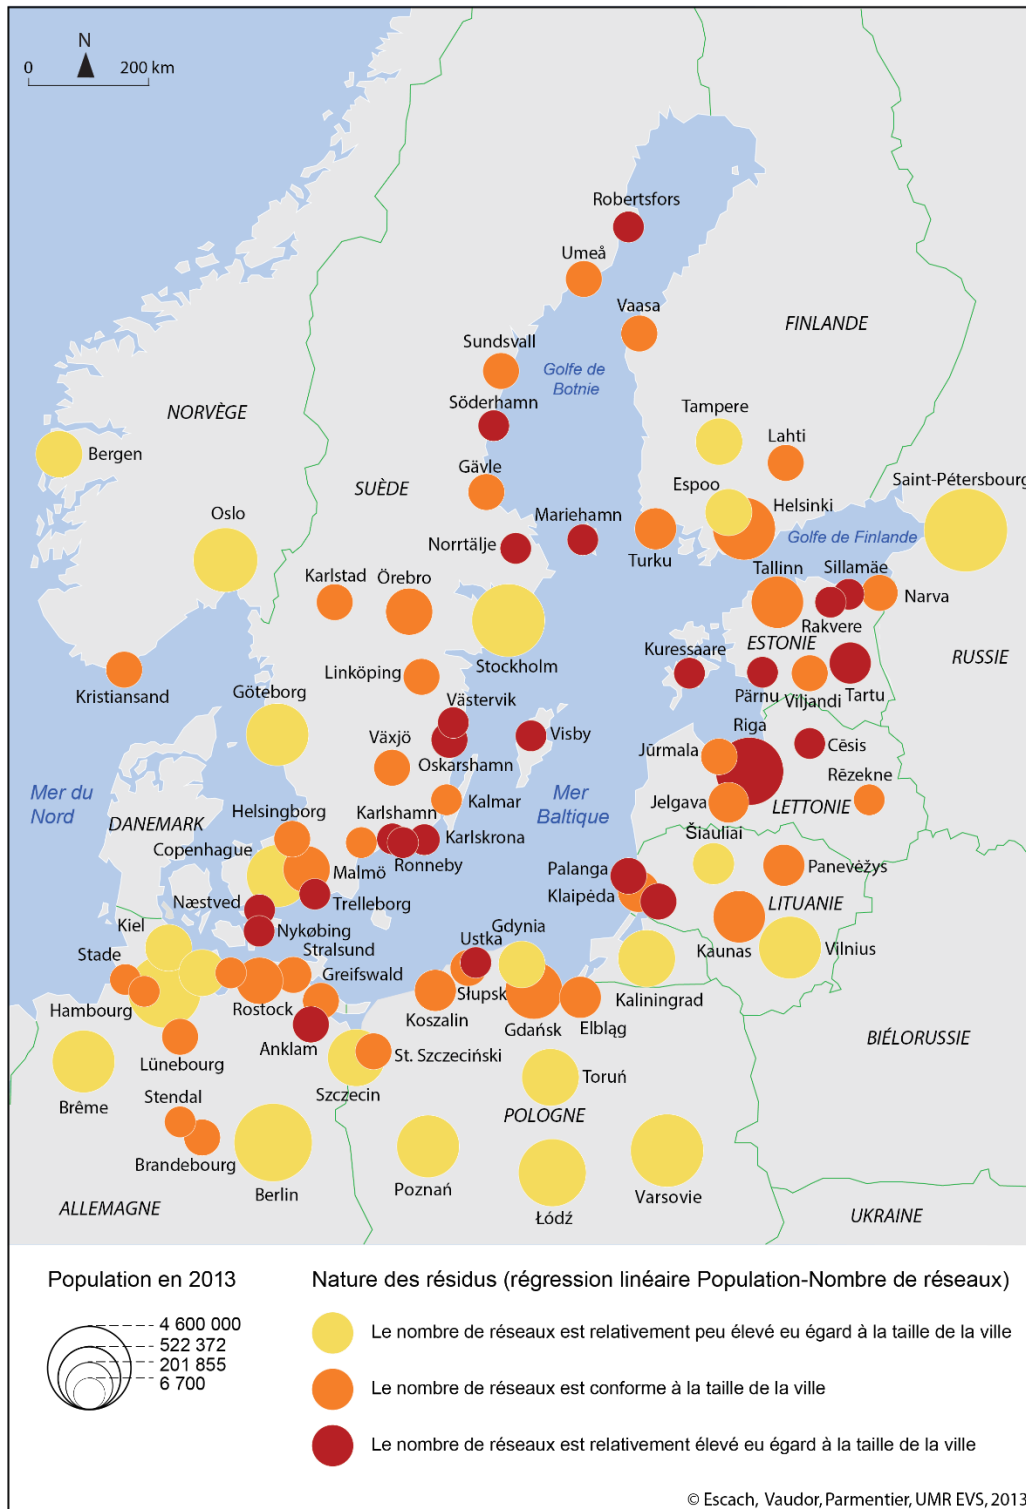 N
0 200 km
Robertsfors
Umeå
Vaasa
FINLANDE
Sundsvall
Golfe de
Botnie
NORVÈGE
Söderhamn
Tampere
Lahti
Bergen
Gävle
SUÈDE
Espoo
Saint-Pétersbourg
Oslo
Mariehamn
Helsinki
Norrtälje
Turku
Golfe de Finlande
Karlstad
Örebro
Tallinn
Sillamäe
Narva
Rakvere
Kuressaare
ESTONIE
RUSSIE
Stockholm
Linköping
Kristiansand
Pärnu
Viljandi
Tartu
Göteborg
Västervik
Riga
Växjö
Oskarshamn
Visby
Jūrmala
Cēsis
Rēzekne
Mer du
Nord
Mer
Baltique
Kalmar
Jelgava
LETTONIE
DANEMARK
Helsingborg
Karlshamn
Karlskrona
Ronneby
Šiauliai
Copenhague
Malmö
Palanga
Panevėžys
Næstved
Trelleborg
Klaipėda
LITUANIE
Kiel
Nykøbing
Gdynia
Ustka
Stralsund
Kaunas
Vilnius
Stade
Greifswald
Słupsk
Kaliningrad
Hambourg
Rostock
Koszalin
Gdańsk
Elbląg
BIÉLORUSSIE
Anklam
Lünebourg
St. Szczeciński
Brême
Szczecin
Toruń
Stendal
POLOGNE
Brandebourg
Berlin
Poznań
Varsovie
ALLEMAGNE
Łódź
UKRAINE
Population en 2013
4 600 000
522 372
201 855
6 700
Nature des résidus (régression linéaire Population-Nombre de réseaux)
Le nombre de réseaux est relativement peu élevé eu égard à la taille de la ville
Le nombre de réseaux est conforme à la taille de la ville
Le nombre de réseaux est relativement élevé eu égard à la taille de la ville
© Escach, Vaudor, Parmentier, UMR EVS, 2013